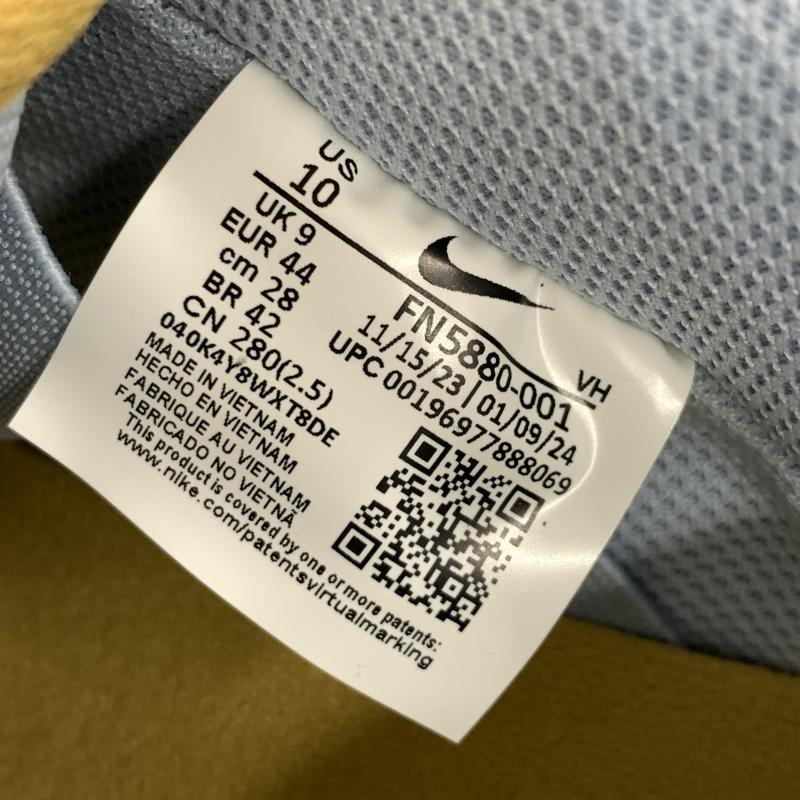 US
10
UK 9
EUR 44
cm 28
BR 42
CN 280(2.5)
040K4Y8WXT8DE
MADE IN VIETNAM
HECHO EN VIETNAM
FABRIQUE AU VIETNAM
FABRICADO NO VIETNÃ
This product is covered by one or more patents:
www.nike.com/patentsvirtualmarking
VH
FN5880-001
11/15/23 | 01/09/24
UPC 00196977888069